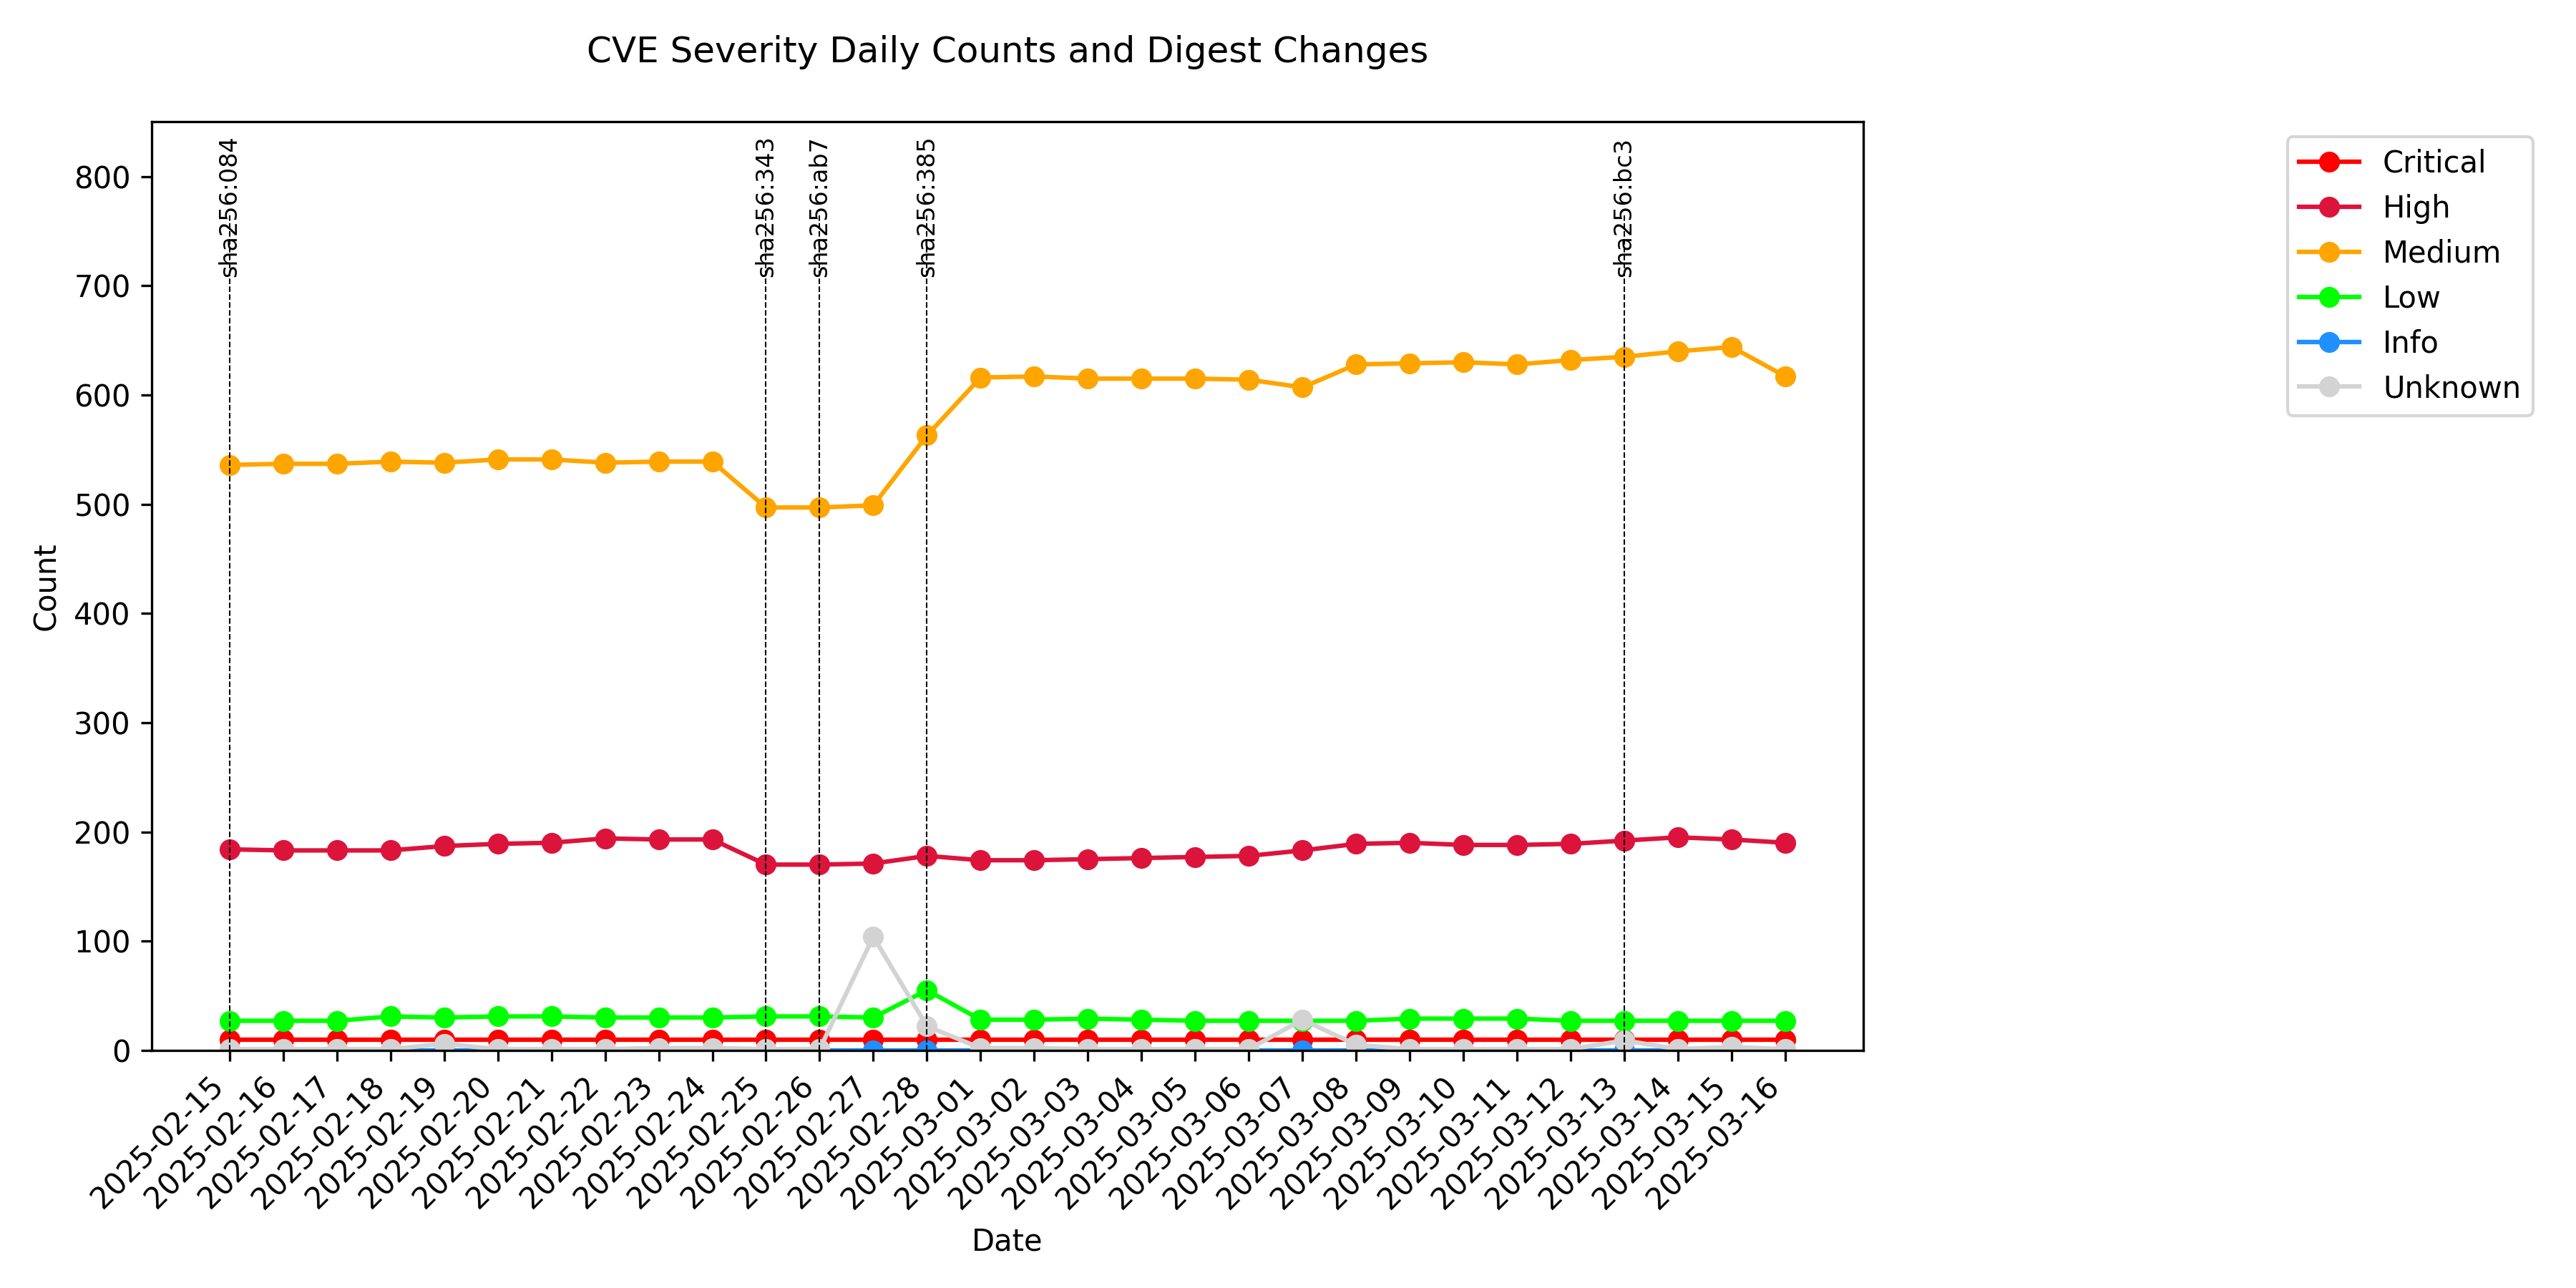 CVE Severity Daily Counts and Digest Changes
sha256:084
sha256:343
sha256:ab7
sha256:385
sha256:bc3
Critical
High
Medium
Low
Info
Unknown
Count
800
700
600
500
400
300
200
100
0
2025-02-15
2025-02-16
2025-02-17
2025-02-18
2025-02-19
2025-02-20
2025-02-21
2025-02-22
2025-02-23
2025-02-24
2025-02-25
2025-02-26
2025-02-27
2025-02-28
2025-03-01
2025-03-02
2025-03-03
2025-03-04
2025-03-05
2025-03-06
2025-03-07
2025-03-08
2025-03-09
2025-03-10
2025-03-11
2025-03-12
2025-03-13
2025-03-14
2025-03-15
2025-03-16
Date